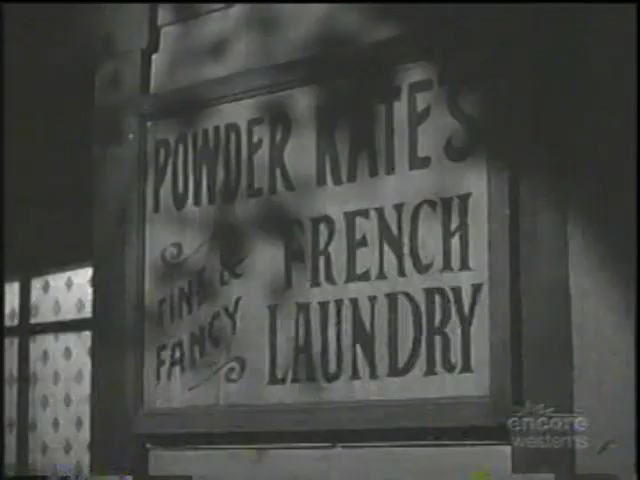 POWDER KATE'S
FINE &
FANCY
FRENCH
LAUNDRY
encore
westerns